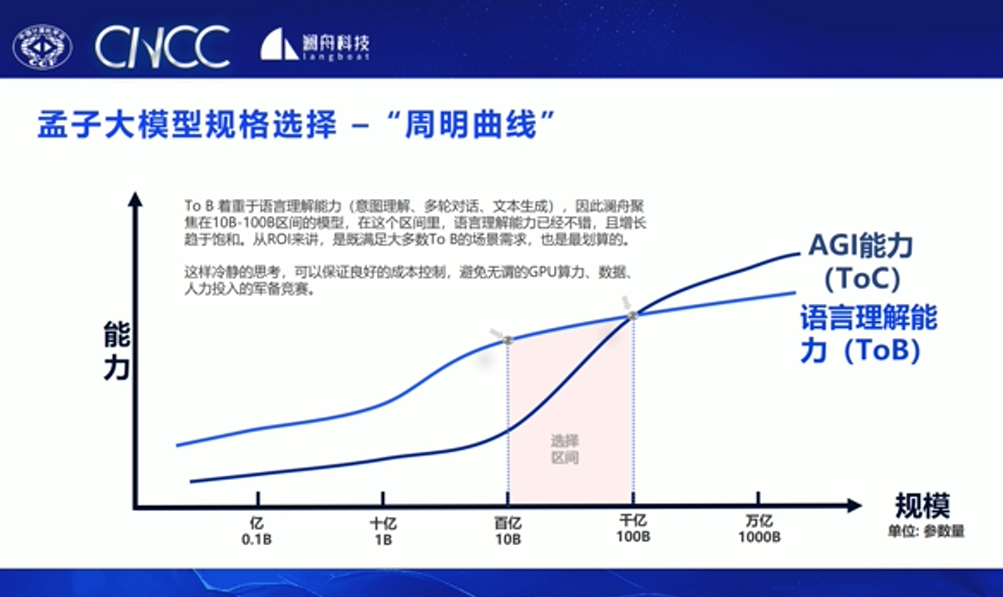 CNCC
澜舟科技
langboat
孟子大模型规格选择 – “周明曲线”
To B 着重于语言理解能力（意图理解、多轮对话、文本生成），因此澜舟聚
焦在10B-100B区间的模型，在这个区间里，语言理解能力已经不错，且增长
趋于饱和。从ROI来讲，是既满足大多数To B的场景需求，也是最划算的。
这样冷静的思考，可以保证良好的成本控制，避免无谓的GPU算力、数据、
人力投入的军备竞赛。
AGI能力
（ToC）
语言理解能
力（ToB）
能
力
选择
区间
亿
0.1B
十亿
1B
百亿
10B
千亿
100B
万亿
1000B
规模
单位: 参数量